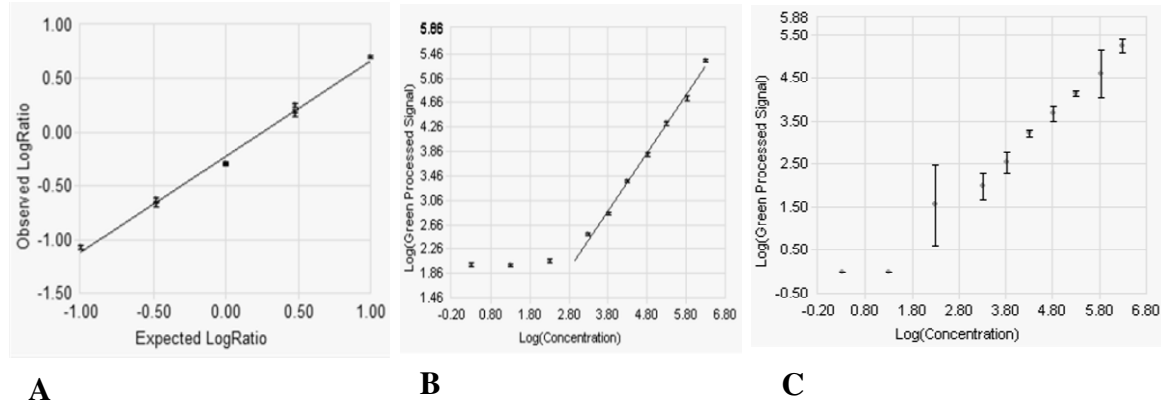 1.00
0.50
0.00
-0.50
-1.00
-1.50
-1.00 -0.50 0.00 0.50 1.00
Observed LogRatio
Expected LogRatio
A
5.86
5.46
5.06
4.66
4.26
3.86
3.46
3.06
2.66
2.26
1.86
1.46
-0.20 0.80 1.80 2.80 3.80 4.80 5.80 6.80
Log(Green Processed Signal)
Log(Concentration)
B
5.88
5.50
4.50
3.50
2.50
1.50
0.50
-0.50
-0.20 0.80 1.80 2.80 3.80 4.80 5.80 6.80
Log(Green Processed Signal)
Log(Concentration)
C